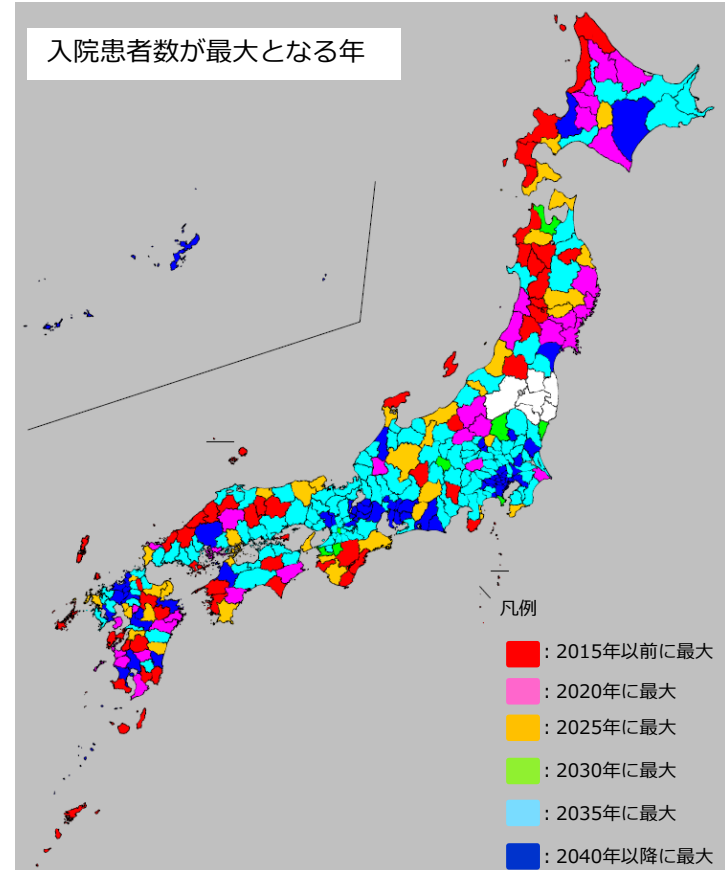 入院患者数が最大となる年
凡例
：2015年以前に最大
：2020年に最大
：2025年に最大
：2030年に最大
：2035年に最大
：2040年以降に最大